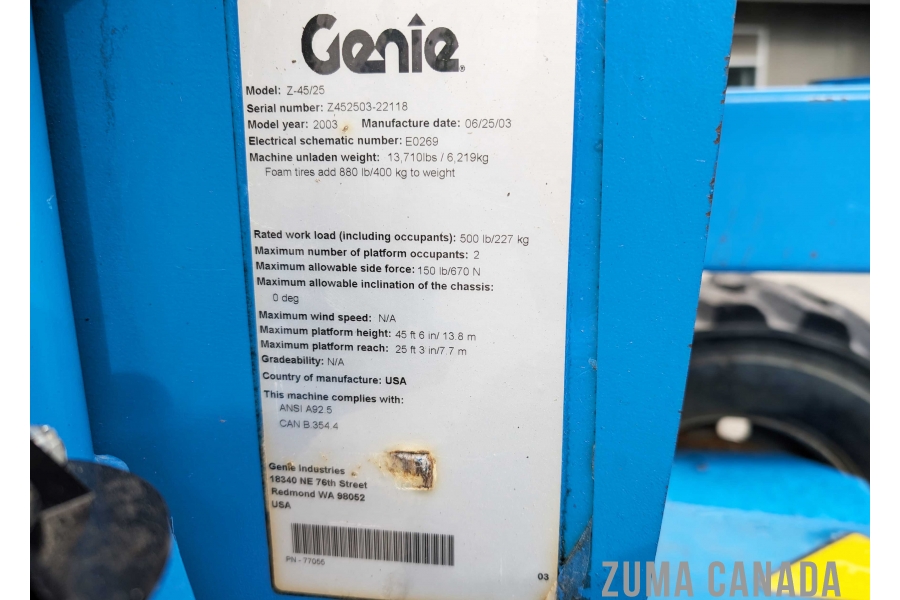 Genie
Model: Z-45/25
Serial number: Z452503-22118
Model year: 2003 Manufacture date: 06/25/03
Electrical schematic number: E0269
Machine unladen weight: 13,710lbs / 6,219kg
Foam tires add 880 lb/400 kg to weight
Rated work load (including occupants): 500 lb/227 kg
Maximum number of platform occupants: 2
Maximum allowable side force: 150 lb/670 N
Maximum allowable inclination of the chassis:
0 deg
Maximum wind speed: N/A
Maximum platform height: 45 ft 6 in/ 13.8 m
Maximum platform reach: 25 ft 3 in/7.7 m
Gradeability: N/A
Country of manufacture: USA
This machine complies with:
ANSI A92.5
CAN B.354.4
Genie Industries
18340 NE 76th Street
Redmond WA 98052
USA
PN - 77055
03
ZUMA CANADA